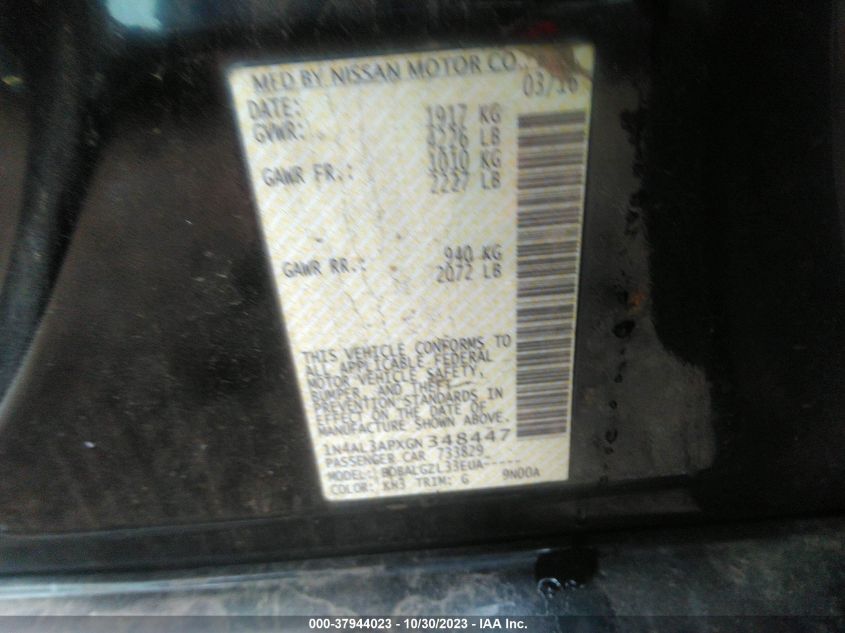 MFD BY NISSAN MOTOR CO.,
DATE: 03/16
GVWR: 1917 KG
4226 LB
GAWR FR.: 1010 KG
2227 LB
GAWR RR.: 940 KG
2072 LB
THIS VEHICLE CONFORMS TO
ALL APPLICABLE FEDERAL
MOTOR VEHICLE SAFETY,
BUMPER, AND THEFT
PREVENTION STANDARDS IN
EFFECT ON THE DATE OF
MANUFACTURE SHOWN ABOVE.
1N4AL3APXGN348447
PASSENGER CAR 733829
MODEL: BDBALGZL33EUA-----
COLOR: KH3 TRIM: G 9N00A
000-37944023 - 10/30/2023 - IAA Inc.